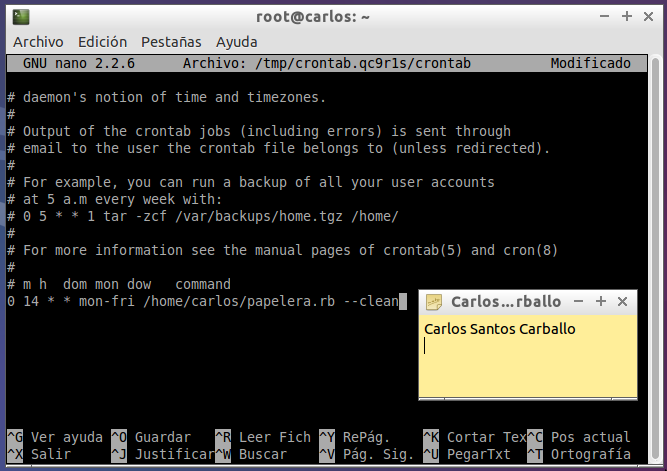 root@carlos: ~
Archivo Edición Pestañas Ayuda
GNU nano 2.2.6 Archivo: /tmp/crontab.qc9r1s/crontab Modificado
# daemon's notion of time and timezones.
#
# Output of the crontab jobs (including errors) is sent through
# email to the user the crontab file belongs to (unless redirected).
#
# For example, you can run a backup of all your user accounts
# at 5 a.m every week with:
# 0 5 * * 1 tar -zcf /var/backups/home.tgz /home/
#
# For more information see the manual pages of crontab(5) and cron(8)
#
# m h  dom mon dow   command
0 14 * * mon-fri /home/carlos/papelera.rb --clean
Carlos...rballo
Carlos Santos Carballo
^G Ver ayuda ^O Guardar ^R Leer Fich ^Y RePág. ^K Cortar Tex ^C Pos actual
^X Salir ^J Justificar ^W Buscar ^V Pág. Sig. ^U PegarTxt ^T Ortografía